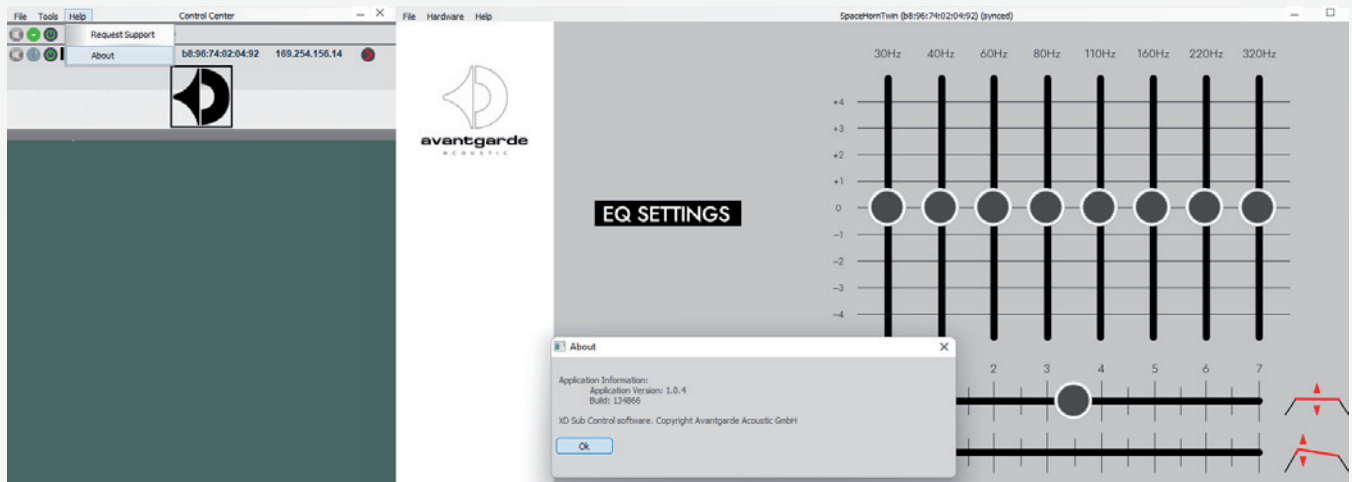 File Tools Help Control Center
Request Support
About
b8:96:74:02:04:92 169.254.156.14
File Hardware Help
SpaceHornTwin (b8:96:74:02:04:92) (synced)
avantgarde
ACOUSTIC
EQ SETTINGS
30Hz 40Hz 60Hz 80Hz 110Hz 160Hz 220Hz 320Hz
+4
+3
+2
+1
0
−1
−2
−3
−4
2 3 4 5 6 7
About
Application Information:
Application Version: 1.0.4
Build: 134866
XD Sub Control software. Copyright Avantgarde Acoustic GmbH
Ok